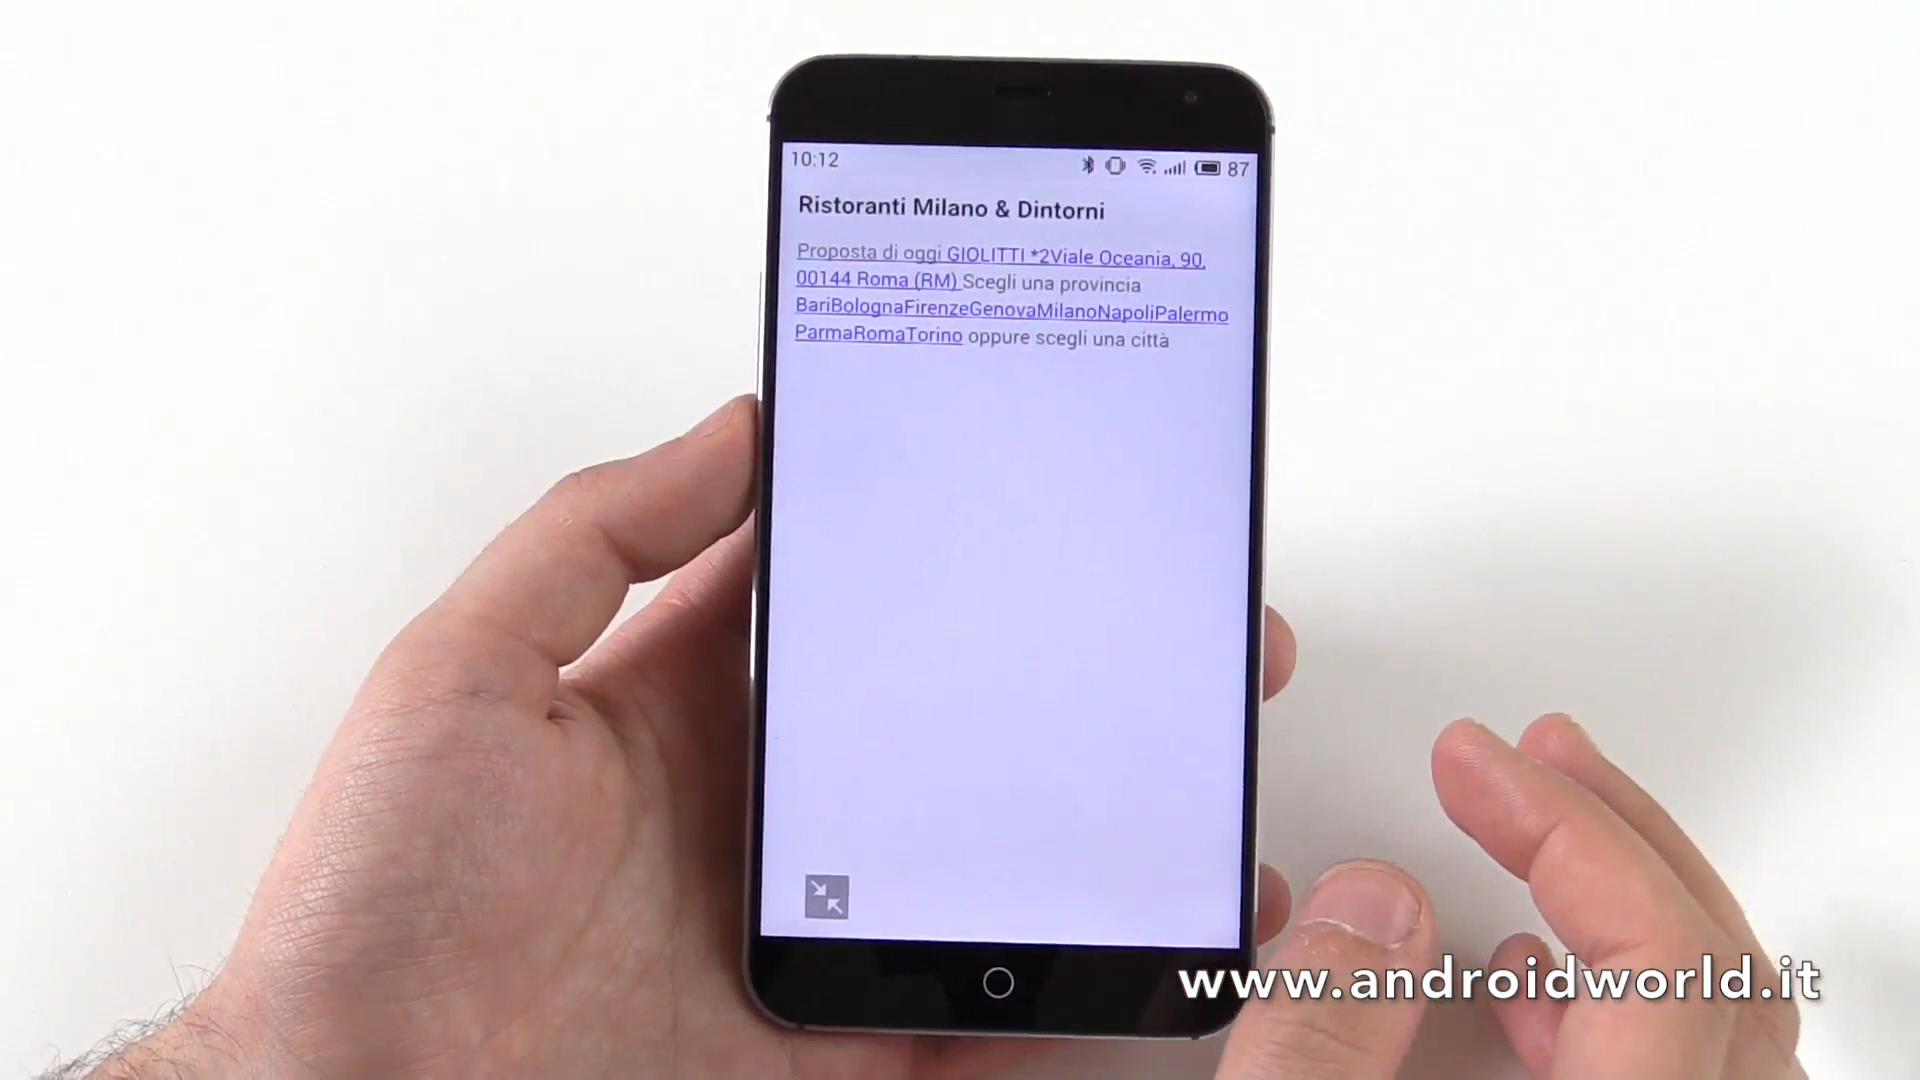 10:12
87
Ristoranti Milano & Dintorni
Proposta di oggi GIOLITTI *2Viale Oceania, 90,
00144 Roma (RM) Scegli una provincia
BariBolognaFirenzeGenovaMilanoNapoliPalermo
ParmaRomaTorino oppure scegli una città
www.androidworld.it